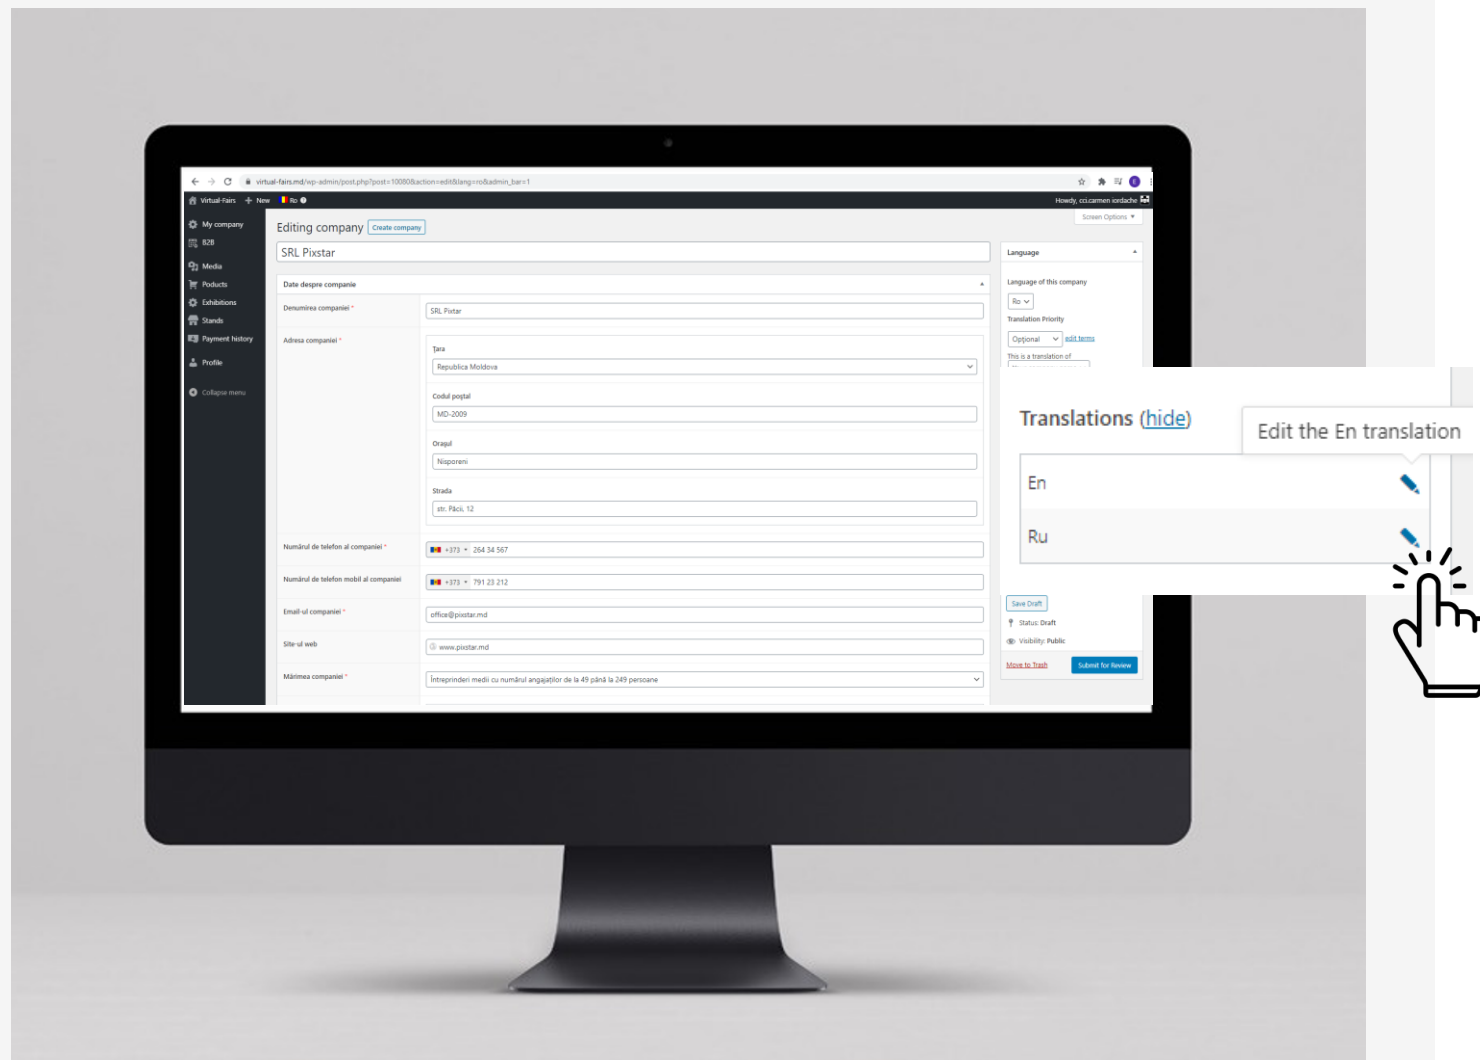 virtual-fairs.md/wp-admin/post.php?post=10080&action=edit&lang=ro&admin_bar=1
Virtual-Fairs + New Ro
Howdy, cci.carmen iordache
Screen Options
My company
B2B
Media
Poducts
Exhibitions
Stands
Payment history
Profile
Collapse menu
Editing company Create company
SRL Pixstar
Date despre companie
Denumirea companiei *
SRL Pixtar
Adresa companiei *
Țara
Republica Moldova
Codul poștal
MD-2009
Orașul
Nisporeni
Strada
str. Păcii, 12
Numărul de telefon al companiei *
+373 264 34 567
Numărul de telefon mobil al companiei
+373 791 23 212
Email-ul companiei *
office@pixstar.md
Site-ul web
www.pixstar.md
Mărimea companiei *
Întreprinderi medii cu numărul angajaților de la 49 până la 249 persoane
Language
Language of this company
Ro
Translation Priority
Opțional edit terms
This is a translation of
Translations (hide)
Edit the En translation
En
Ru
Save Draft
Status: Draft
Visibility: Public
Move to Trash
Submit for Review